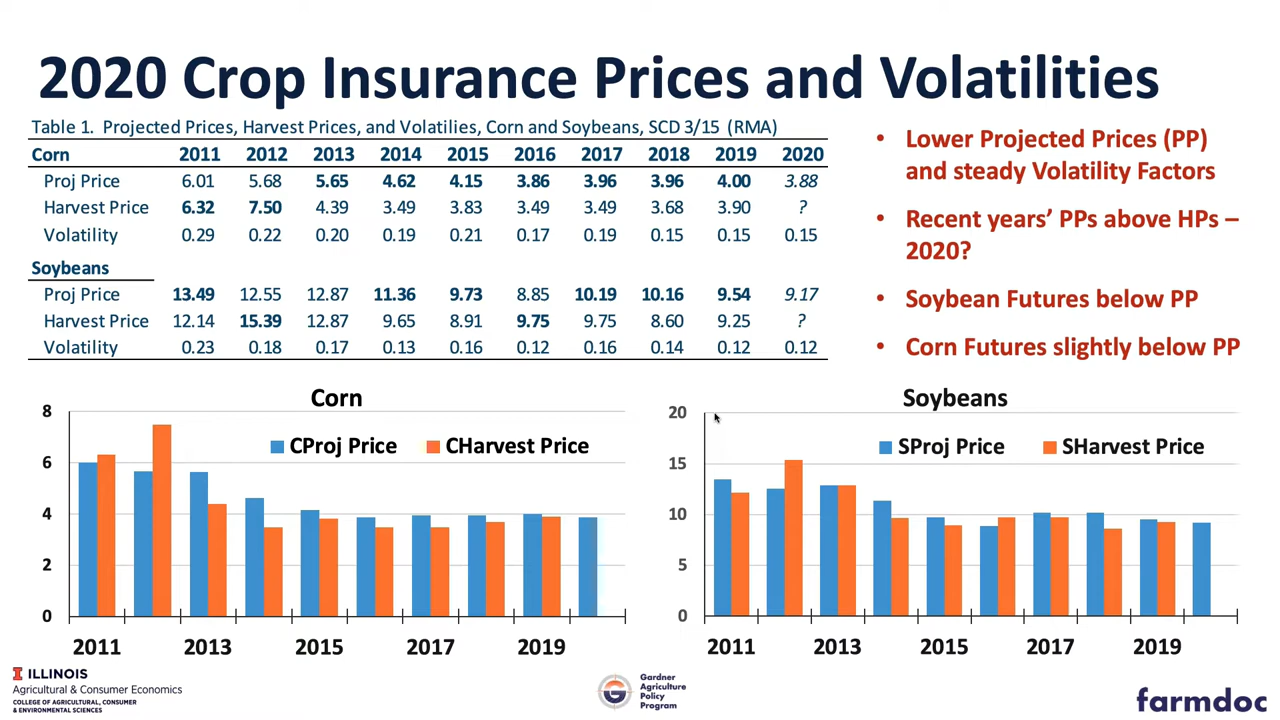 2020 Crop Insurance Prices and Volatilities
Table 1. Projected Prices, Harvest Prices, and Volatilies, Corn and Soybeans, SCD 3/15 (RMA)
Corn 2011 2012 2013 2014 2015 2016 2017 2018 2019 2020
Proj Price 6.01 5.68 5.65 4.62 4.15 3.86 3.96 3.96 4.00 3.88
Harvest Price 6.32 7.50 4.39 3.49 3.83 3.49 3.49 3.68 3.90 ?
Volatility 0.29 0.22 0.20 0.19 0.21 0.17 0.19 0.15 0.15 0.15
Soybeans
Proj Price 13.49 12.55 12.87 11.36 9.73 8.85 10.19 10.16 9.54 9.17
Harvest Price 12.14 15.39 12.87 9.65 8.91 9.75 9.75 8.60 9.25 ?
Volatility 0.23 0.18 0.17 0.13 0.16 0.12 0.16 0.14 0.12 0.12
• Lower Projected Prices (PP)
and steady Volatility Factors
• Recent years’ PPs above HPs –
2020?
• Soybean Futures below PP
• Corn Futures slightly below PP
Corn
CProj Price CHarvest Price
8
6
4
2
0
2011 2013 2015 2017 2019
Soybeans
SProj Price SHarvest Price
20
15
10
5
0
2011 2013 2015 2017 2019
I ILLINOIS
Agricultural & Consumer Economics
COLLEGE OF AGRICULTURAL, CONSUMER
& ENVIRONMENTAL SCIENCES
G
Gardner
Agriculture
Policy
Program
farmdoc